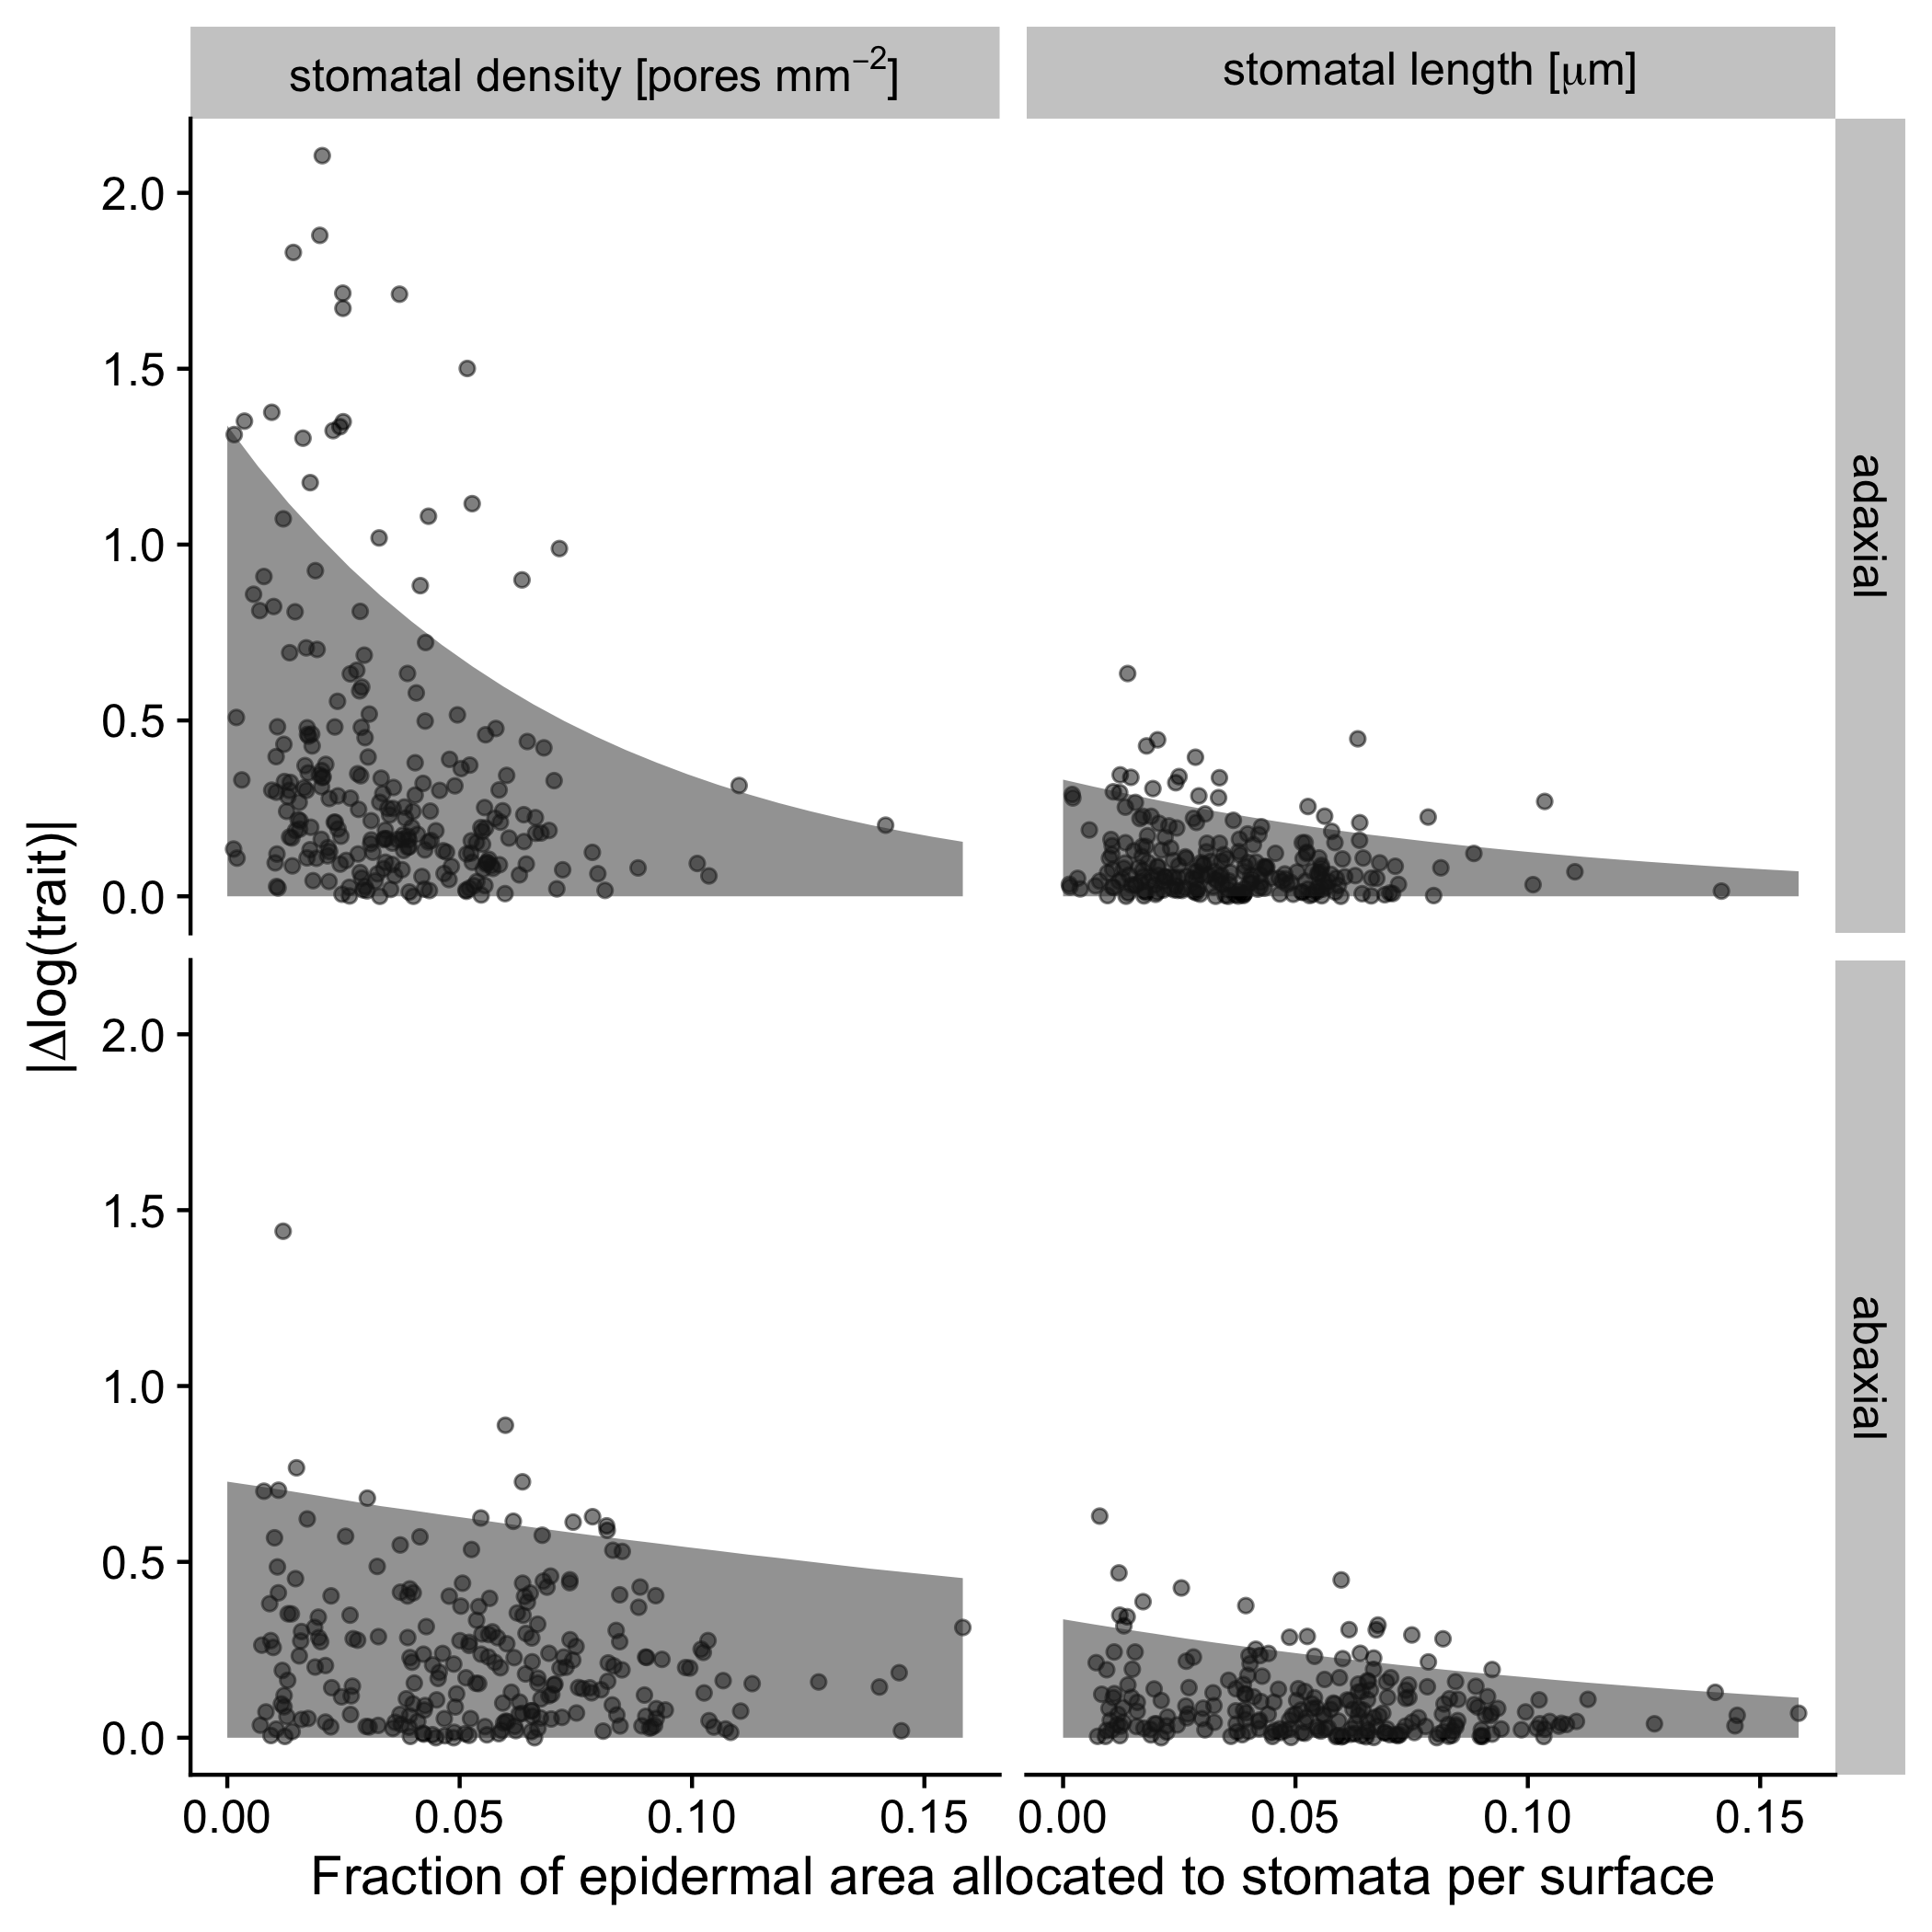 stomatal density [pores mm⁻²]
stomatal length [μm]
adaxial
abaxial
|Δlog(trait)|
2.0
1.5
1.0
0.5
0.0
2.0
1.5
1.0
0.5
0.0
0.00 0.05 0.10 0.15
0.00 0.05 0.10 0.15
Fraction of epidermal area allocated to stomata per surface